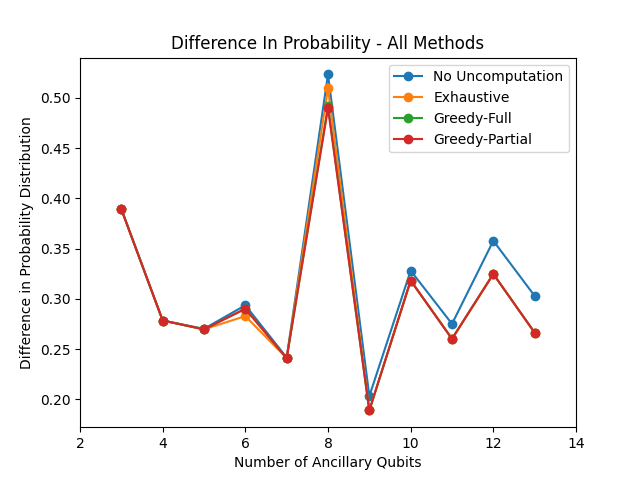 Difference In Probability - All Methods
No Uncomputation
Exhaustive
Greedy-Full
Greedy-Partial
Difference in Probability Distribution
0.50
0.45
0.40
0.35
0.30
0.25
0.20
2 4 6 8 10 12 14
Number of Ancillary Qubits